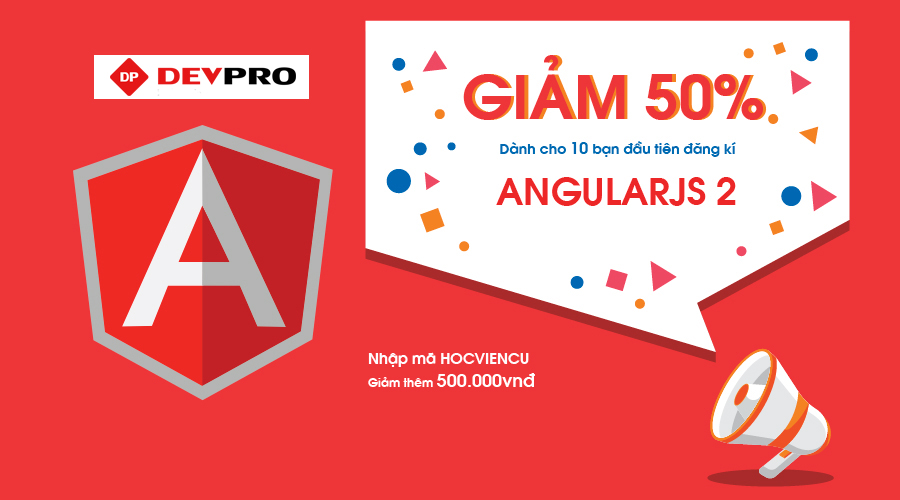 DP DEVPRO
GIẢM 50%
Dành cho 10 bạn đầu tiên đăng kí
ANGULARJS 2
A
Nhập mã HOCVIENCU
Giảm thêm 500.000vnđ